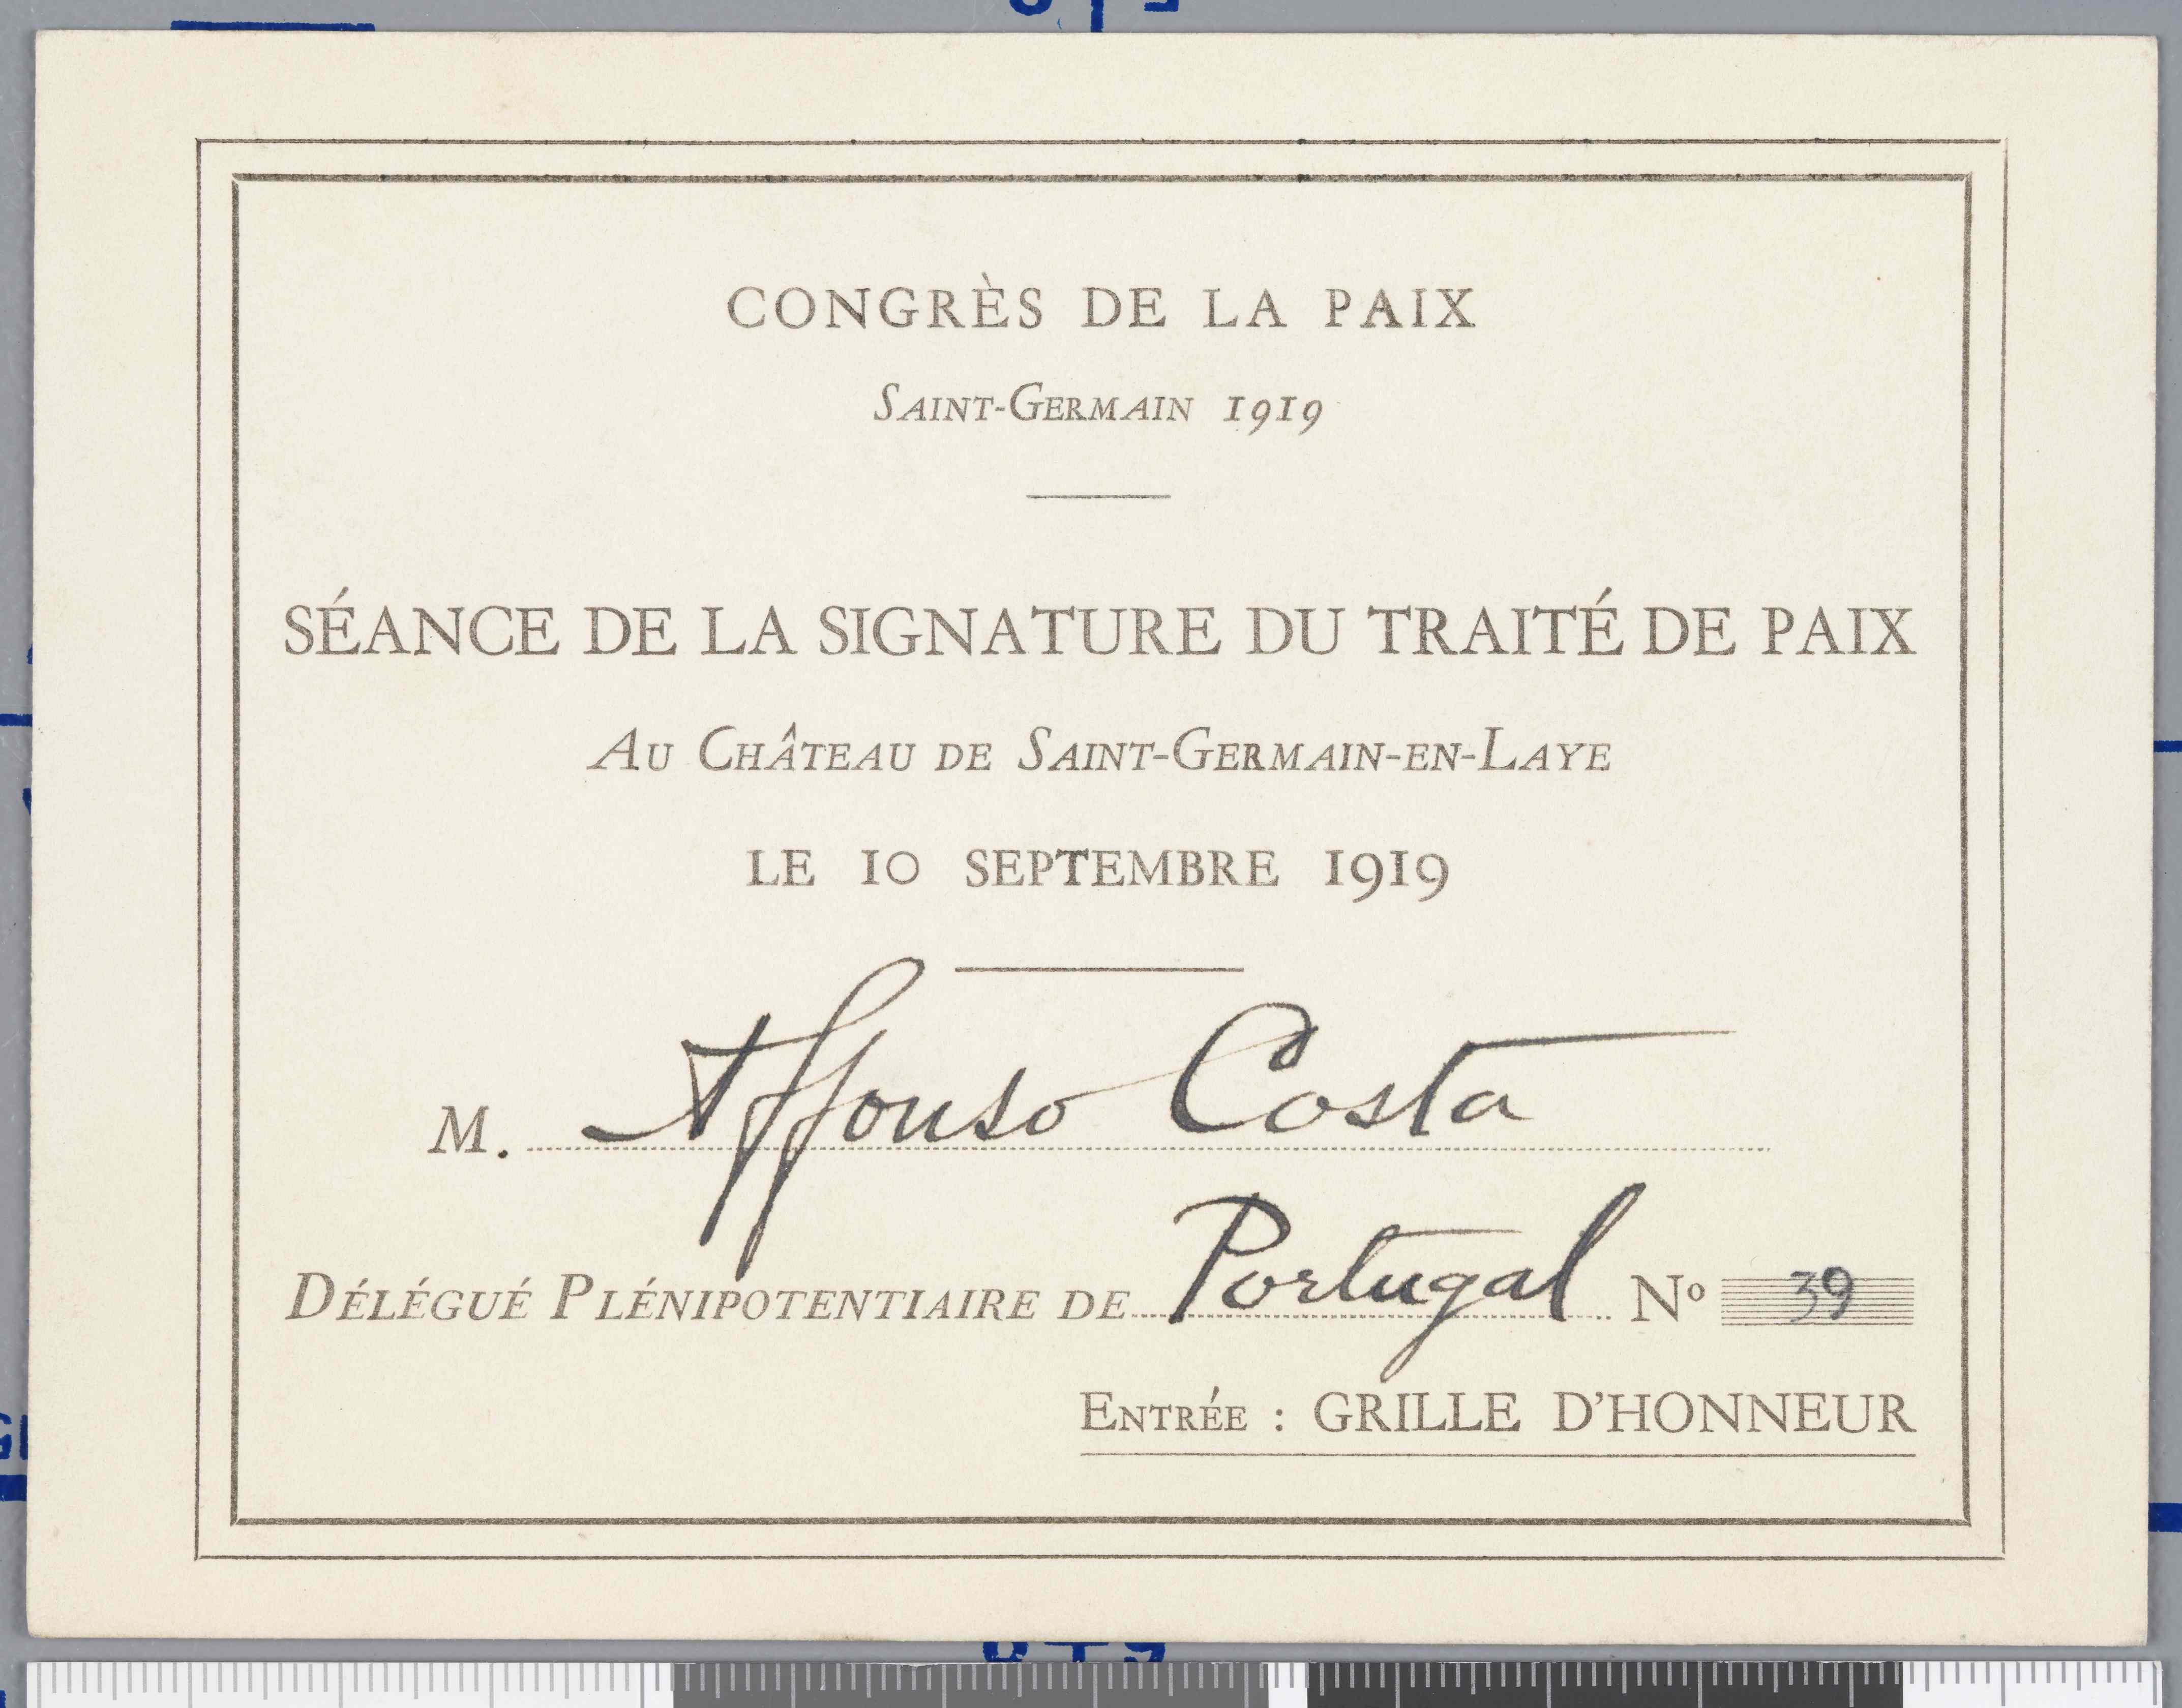 CONGRÈS DE LA PAIX
SAINT-GERMAIN 1919
SÉANCE DE LA SIGNATURE DU TRAITÉ DE PAIX
AU CHÂTEAU DE SAINT-GERMAIN-EN-LAYE
LE 10 SEPTEMBRE 1919
M. Affonso Costa
DÉLÉGUÉ PLÉNIPOTENTIAIRE DE Portugal Nº 39
ENTRÉE : GRILLE D'HONNEUR